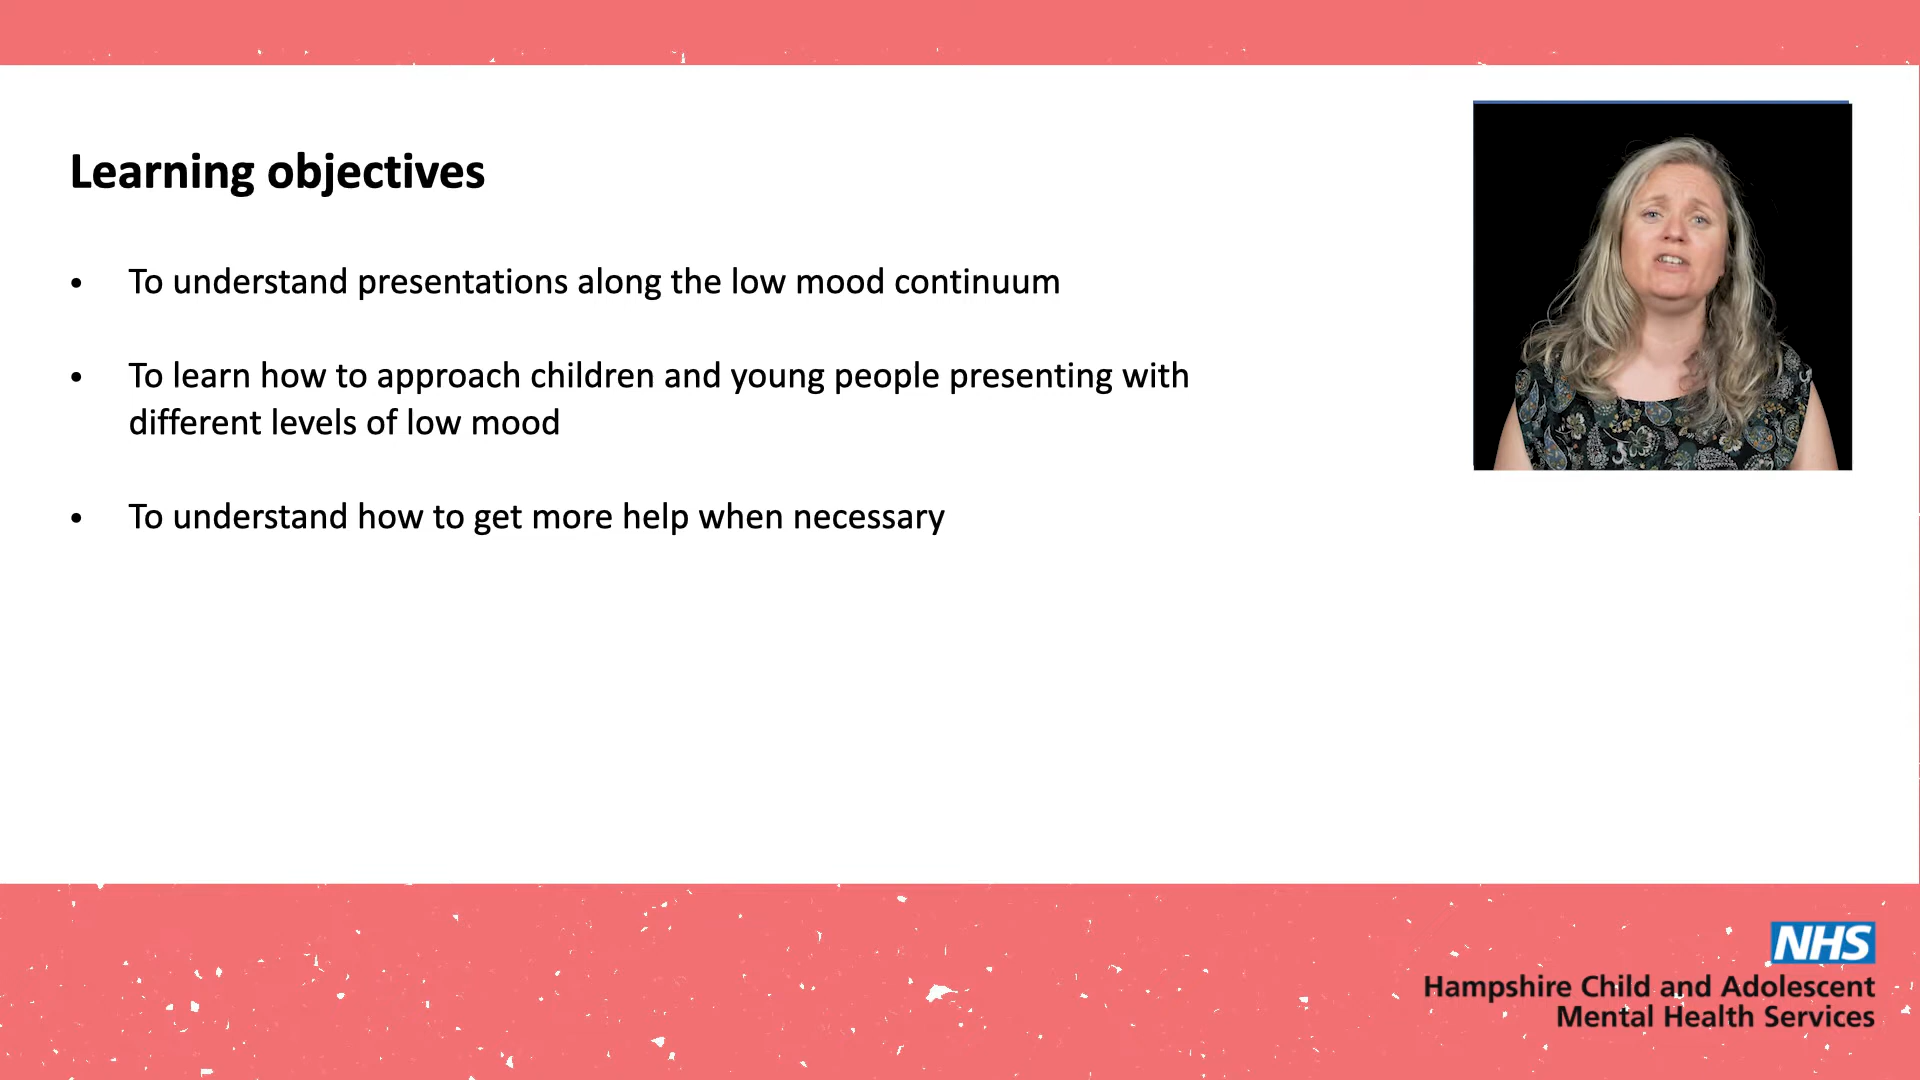 Learning objectives
• To understand presentations along the low mood continuum
• To learn how to approach children and young people presenting with
different levels of low mood
• To understand how to get more help when necessary
NHS
Hampshire Child and Adolescent
Mental Health Services